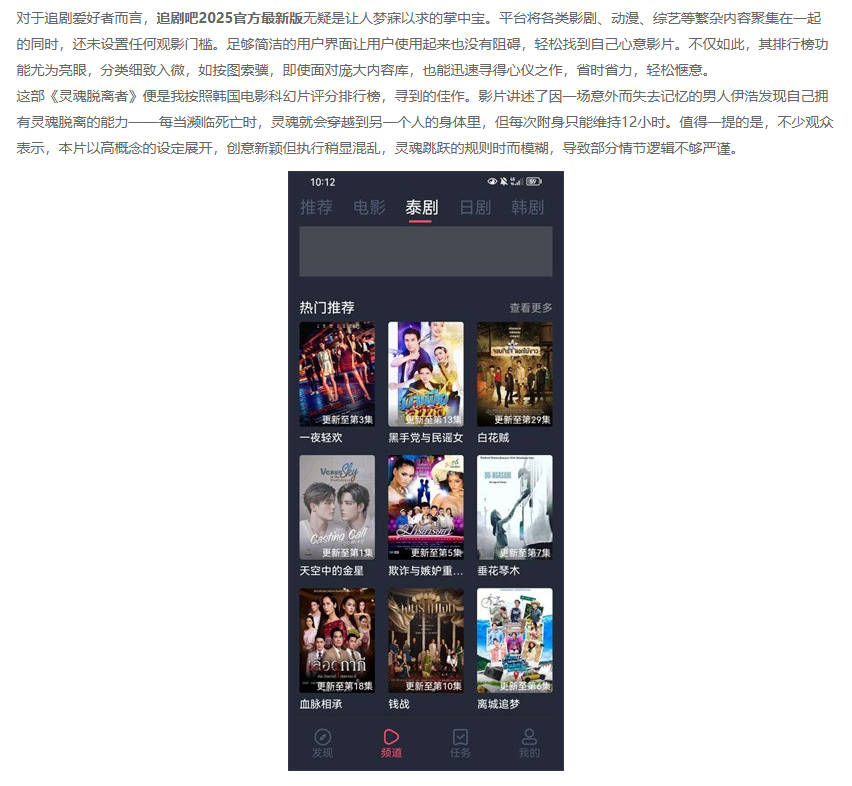 对于追剧爱好者而言，追剧吧2025官方最新版无疑是让人梦寐以求的掌中宝。平台将各类影剧、动漫、综艺等繁杂内容聚集在一起
的同时，还未设置任何观影门槛。足够简洁的用户界面让用户使用起来也没有阻碍，轻松找到自己心意影片。不仅如此，其排行榜功
能尤为亮眼，分类细致入微，如按图索骥，即使面对庞大内容库，也能迅速寻得心仪之作，省时省力，轻松惬意。
这部《灵魂脱离者》便是我按照韩国电影科幻片评分排行榜，寻到的佳作。影片讲述了因一场意外而失去记忆的男人伊浩发现自己拥
有灵魂脱离的能力——每当濒临死亡时，灵魂就会穿越到另一个人的身体里，但每次附身只能维持12小时。值得一提的是，不少观众
表示，本片以高概念的设定展开，创意新颖但执行稍显混乱，灵魂跳跃的规则时而模糊，导致部分情节逻辑不够严谨。
10:12
推荐 电影 泰剧 日剧 韩剧
热门推荐 查看更多
更新至第3集 更新至第13集 更新至第29集
一夜轻欢 黑手党与民谣女 白花贼
Venus Sky
Casting Call
更新至第1集 更新至第5集 更新至第7集
天空中的金星 欺诈与嫉妒重... 垂花琴木
更新至第18集 更新至第10集 更新至第6集
血脉相承 钱战 离城追梦
发现 频道 任务 我的